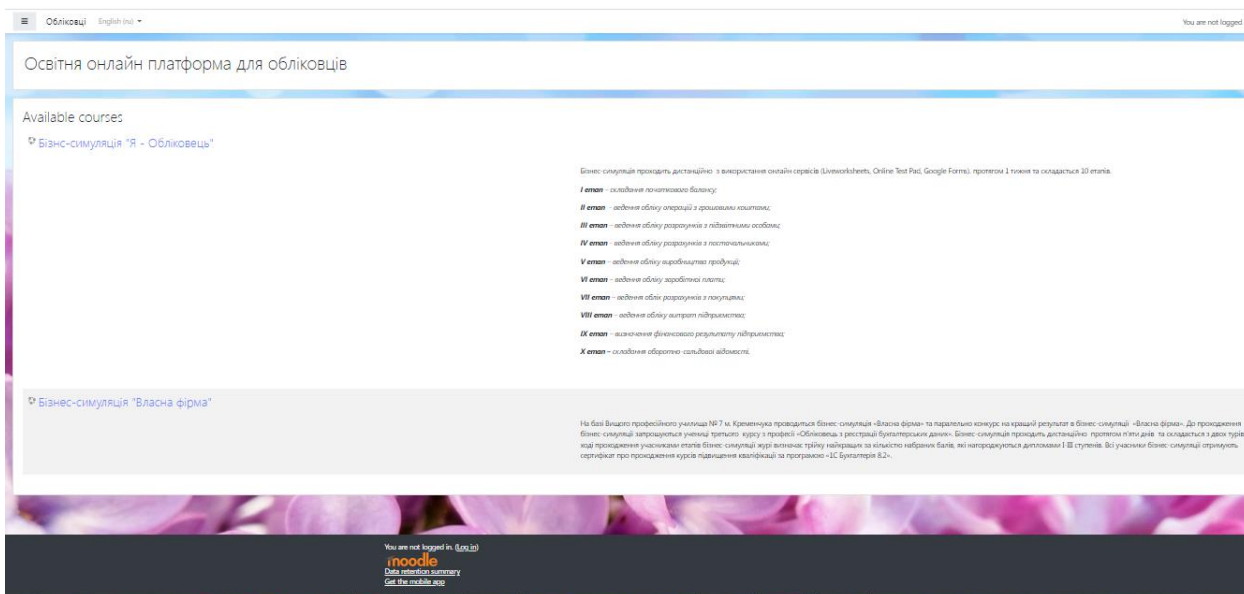 Обліковці English (ru)
You are not logged
Освітня онлайн платформа для обліковців
Available courses
Бізнс-симуляція "Я - Обліковець"
Бізнес-симуляція проходить дистанційно з використання онлайн сервісів (Liveworksheets, Online Test Pad, Google Forms). протягом 1 тижня та складається 10 етапів.
I етап – складання початкового балансу;
II етап - ведення обліку операцій з грошовими коштами;
III етап – ведення обліку розрахунків з підзвітними особами;
IV етап – ведення обліку розрахунків з постачальниками;
V етап – ведення обліку виробництва продукції;
VI етап – ведення обліку заробітної плати;
VII етап – ведення облік розрахунків з покупцями;
VIII етап – ведення обліку витрат підприємства;
IX етап – визначення фінансового результату підприємства;
X етап – складання оборотно-сальдової відомості.
Бізнес-симуляція "Власна фірма"
На базі Вищого професійного училища № 7 м. Кременчука проводиться бізнес-симуляція «Власна фірма» та паралельно конкурс на кращий результат в бізнес-симуляції «Власна фірма». До проходження
бізнес-симуляції запрошуються учениці третього курсу з професії «Обліковець з реєстрації бухгалтерських даних». Бізнес-симуляція проходить дистанційно протягом п'яти днів та складається з двох турів
ході проходження учасниками етапів бізнес-симуляції журі визначає трійку найкращих за кількістю набраних балів, які нагороджуються дипломами I-III ступенів. Всі учасники бізнес-симуляції отримують
сертифікат про проходження курсів підвищення кваліфікації за програмою «1С Бухгалтерія 8.2».
You are not logged in. (Log in)
moodle
Data retention summary
Get the mobile app